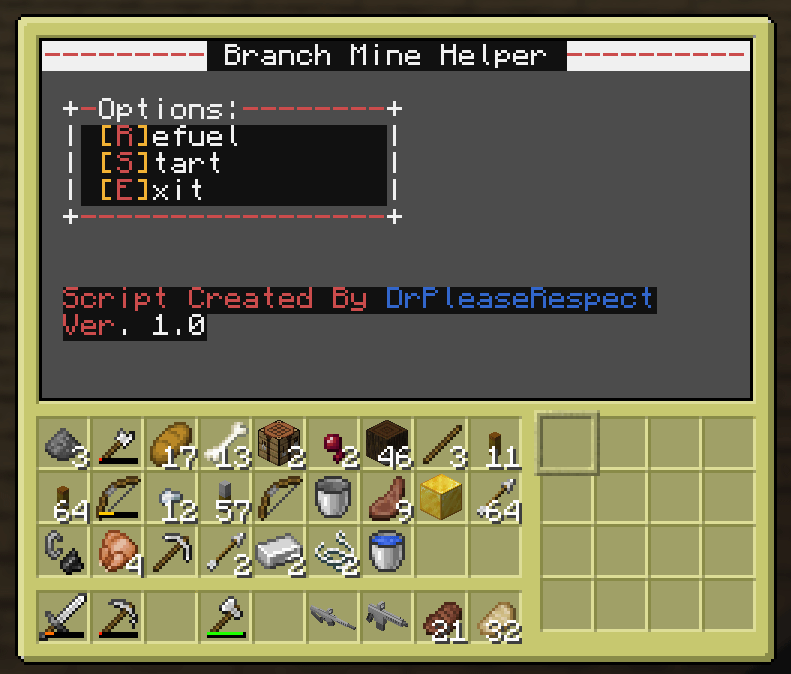 ---------- Branch Mine Helper ----------
+-Options:--------+
| [R]efuel |
| [S]tart |
| [E]xit |
+-----------------+
Script Created By DrPleaseRespect
Ver. 1.0
3 17 13 2 2 46 3 11
64 12 57 9 64
4 2 2 2
21 32